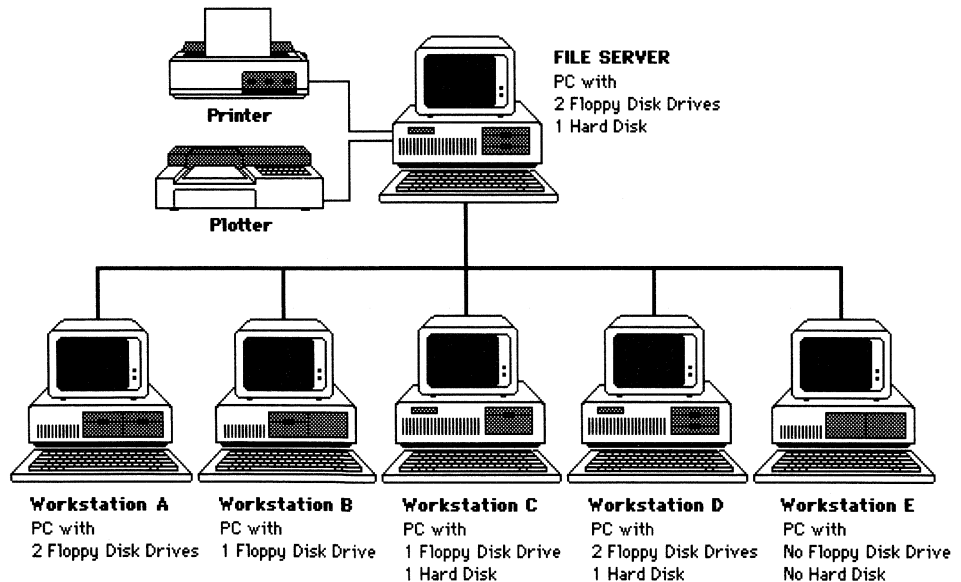 Printer
Plotter
FILE SERVER
PC with
2 Floppy Disk Drives
1 Hard Disk
Workstation A
PC with
2 Floppy Disk Drives
Workstation B
PC with
1 Floppy Disk Drive
Workstation C
PC with
1 Floppy Disk Drive
1 Hard Disk
Workstation D
PC with
2 Floppy Disk Drives
1 Hard Disk
Workstation E
PC with
No Floppy Disk Drive
No Hard Disk